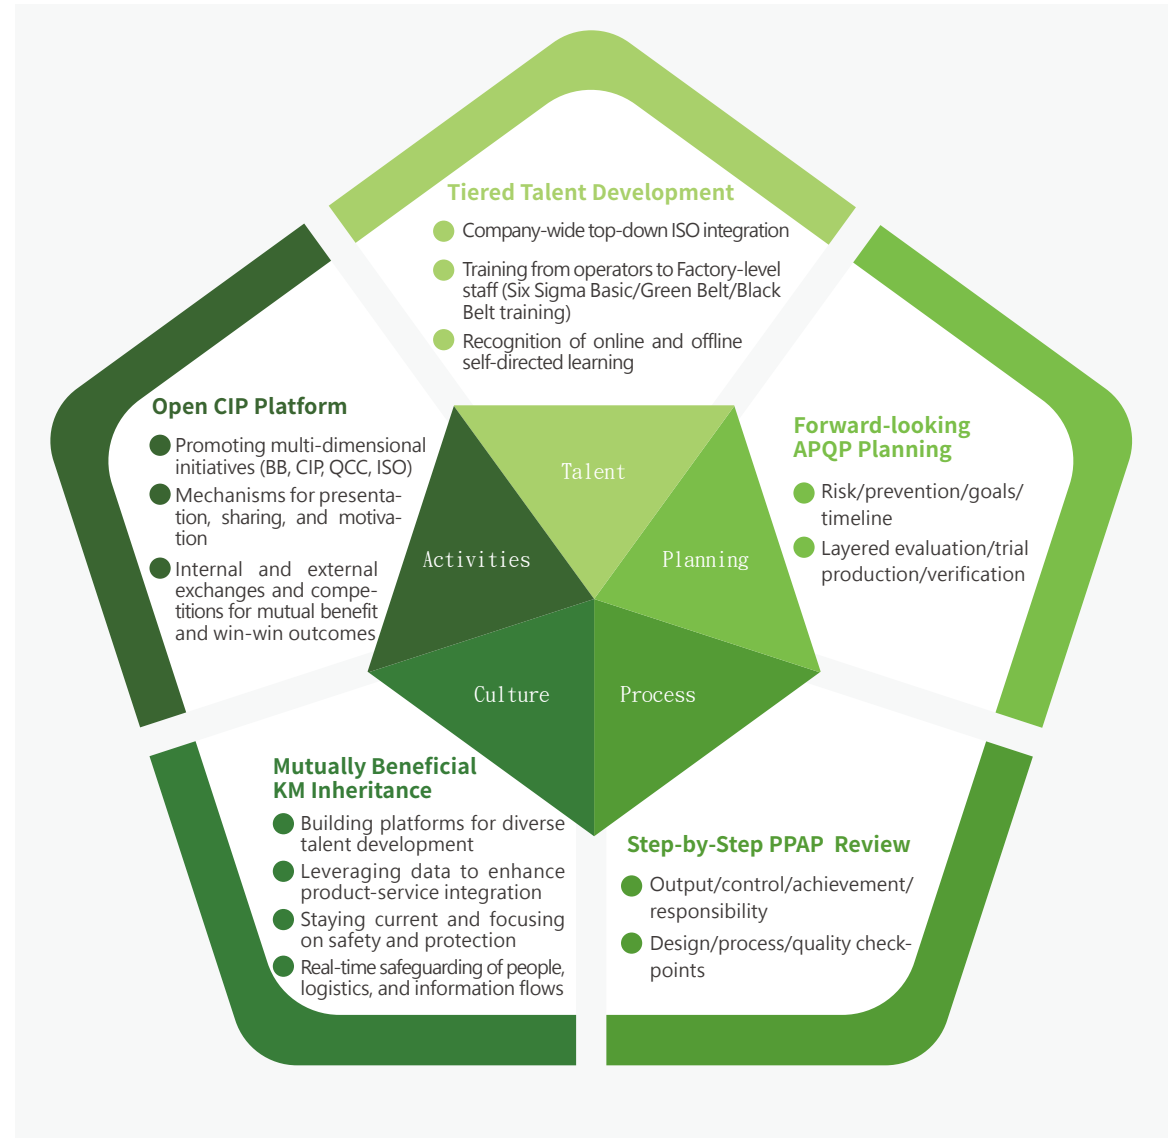 Tiered Talent Development
Company-wide top-down ISO integration
Training from operators to Factory-level
staff (Six Sigma Basic/Green Belt/Black
Belt training)
Recognition of online and offline
self-directed learning
Open CIP Platform
Promoting multi-dimensional
initiatives (BB, CIP, QCC, ISO)
Mechanisms for presenta-
tion, sharing, and motiva-
tion
Internal and external
exchanges and compe-
titions for mutual benefit
and win-win outcomes
Forward-looking
APQP Planning
Risk/prevention/goals/
timeline
Layered evaluation/trial
production/verification
Talent
Activities
Planning
Culture
Process
Mutually Beneficial
KM Inheritance
Building platforms for diverse
talent development
Leveraging data to enhance
product-service integration
Staying current and focusing
on safety and protection
Real-time safeguarding of people,
logistics, and information flows
Step-by-Step PPAP Review
Output/control/achievement/
responsibility
Design/process/quality check-
points